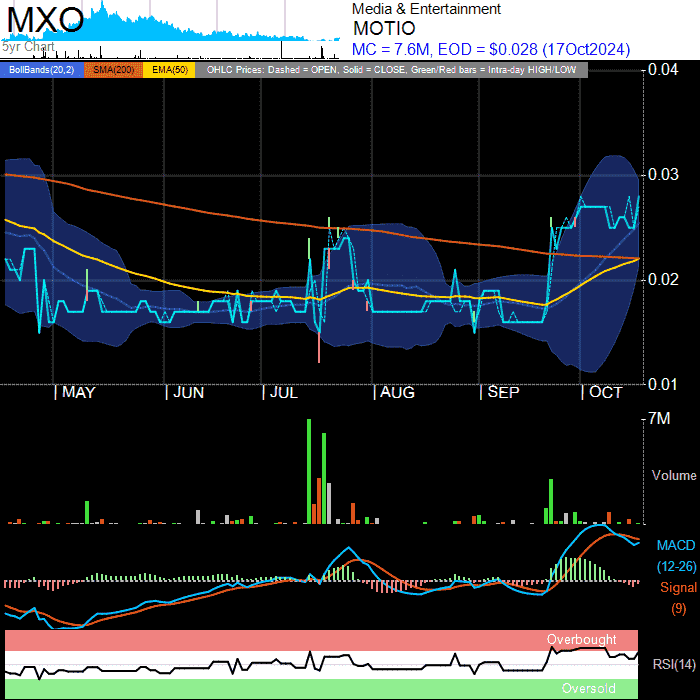 MXO
Media & Entertainment
MOTIO
5yr Chart
MC = 7.6M, EOD = $0.028 (17Oct2024)
BollBands(20,2) SMA(200) EMA(50) OHLC Prices: Dashed = OPEN, Solid = CLOSE, Green/Red bars = Intra-day HIGH/LOW
0.04
0.03
0.02
0.01
MAY JUN JUL AUG SEP OCT
7M
Volume
MACD
(12-26)
Signal
(9)
Overbought
RSI(14)
Oversold